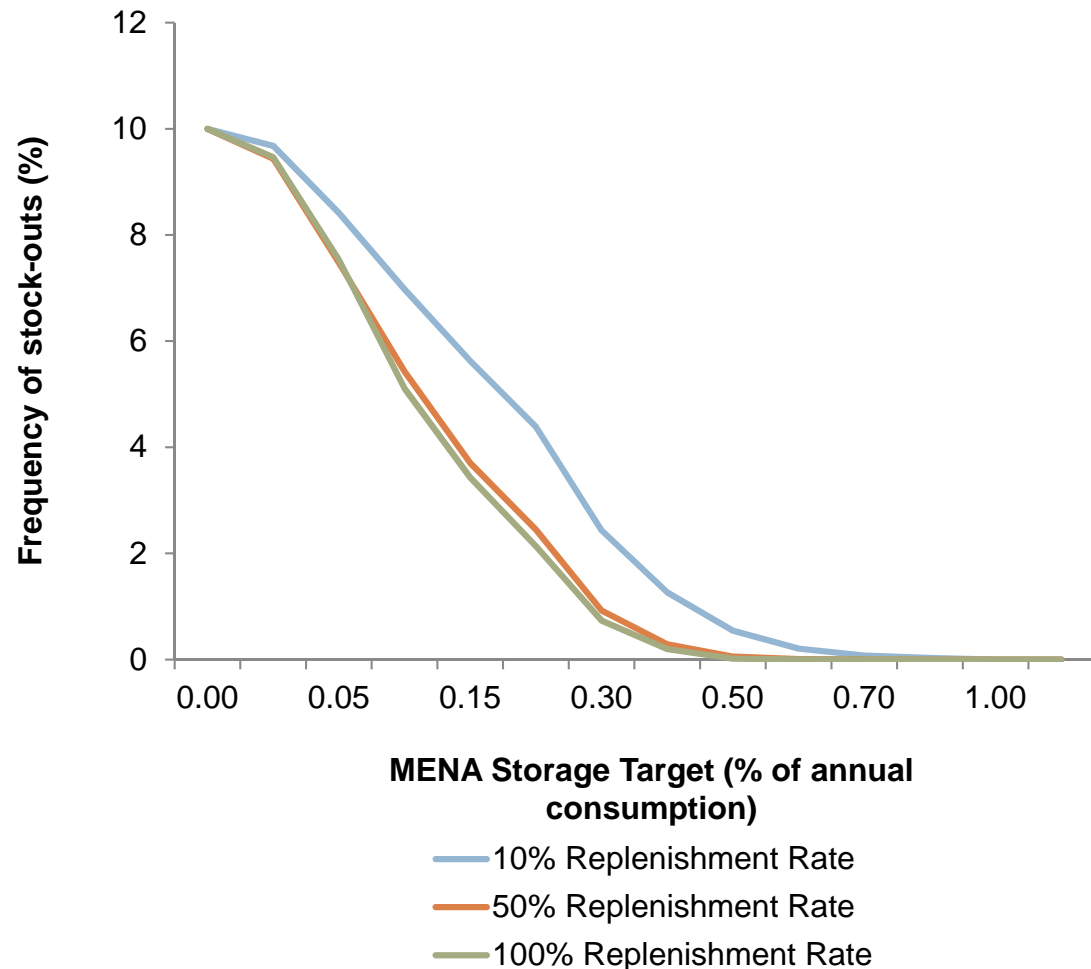 12
10
8
6
4
2
0
Frequency of stock-outs (%)
0.00 0.05 0.15 0.30 0.50 0.70 1.00
MENA Storage Target (% of annual
consumption)
10% Replenishment Rate
50% Replenishment Rate
100% Replenishment Rate